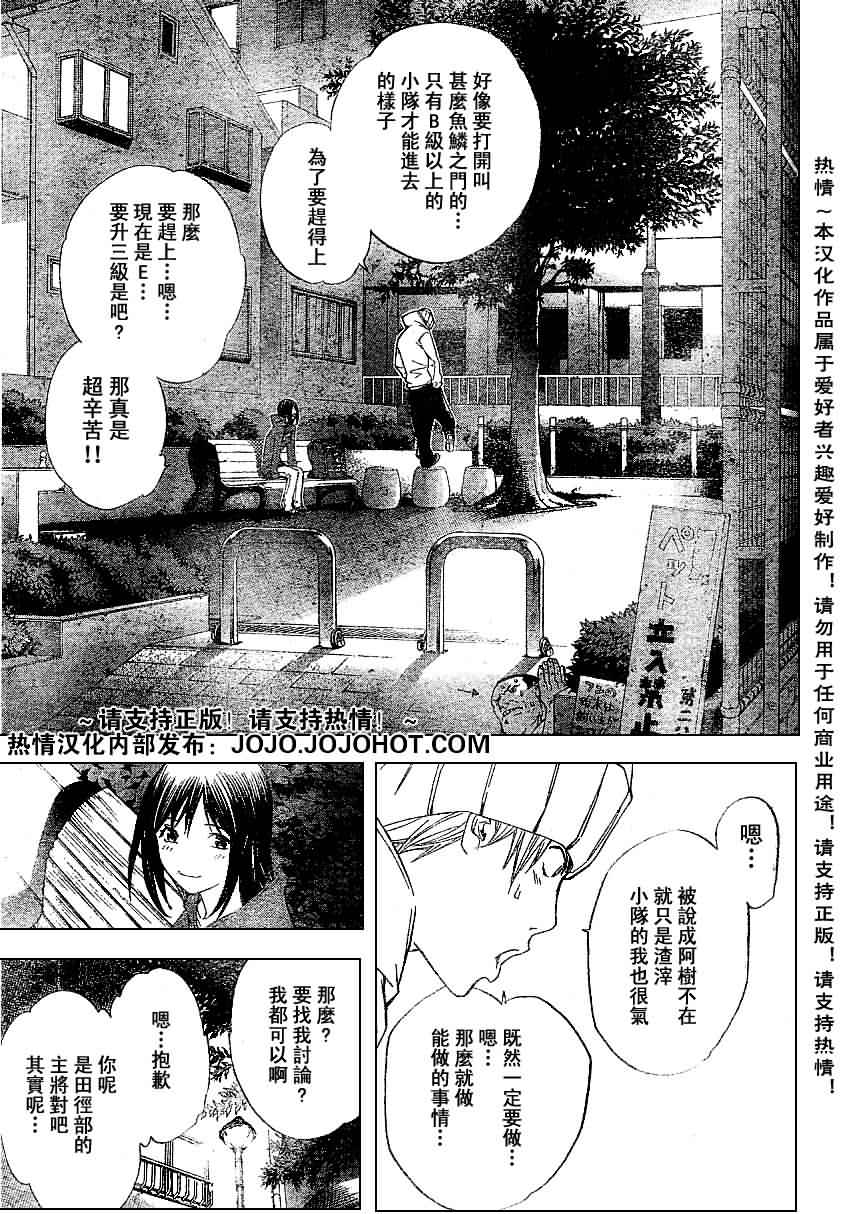 好像要打開叫
甚麼魚鱗之門的…
只有B級以上的
小隊才能進去
的樣子
為了要趕得上
那麼
要趕上…嗯…
現在是E…
要升三級是吧?
那真是
超辛苦!!
ペット
立入禁止
第二
~请支持正版! 请支持热情! ~
热情汉化内部发布: JOJO.JOJOHOT.COM
嗯…
被說成阿樹不在
就只是渣滓
小隊的我也很氣
既然一定要做…
嗯…
那麼就做
能做的事情…
那麼?
要找我討論?
我都可以啊
嗯…抱歉
你呢
是田徑部的
主將對吧
其實呢…
热情~本汉化作品属于爱好者兴趣爱好制作! 请勿用于任何商业用途! 请支持正版! 请支持热情!